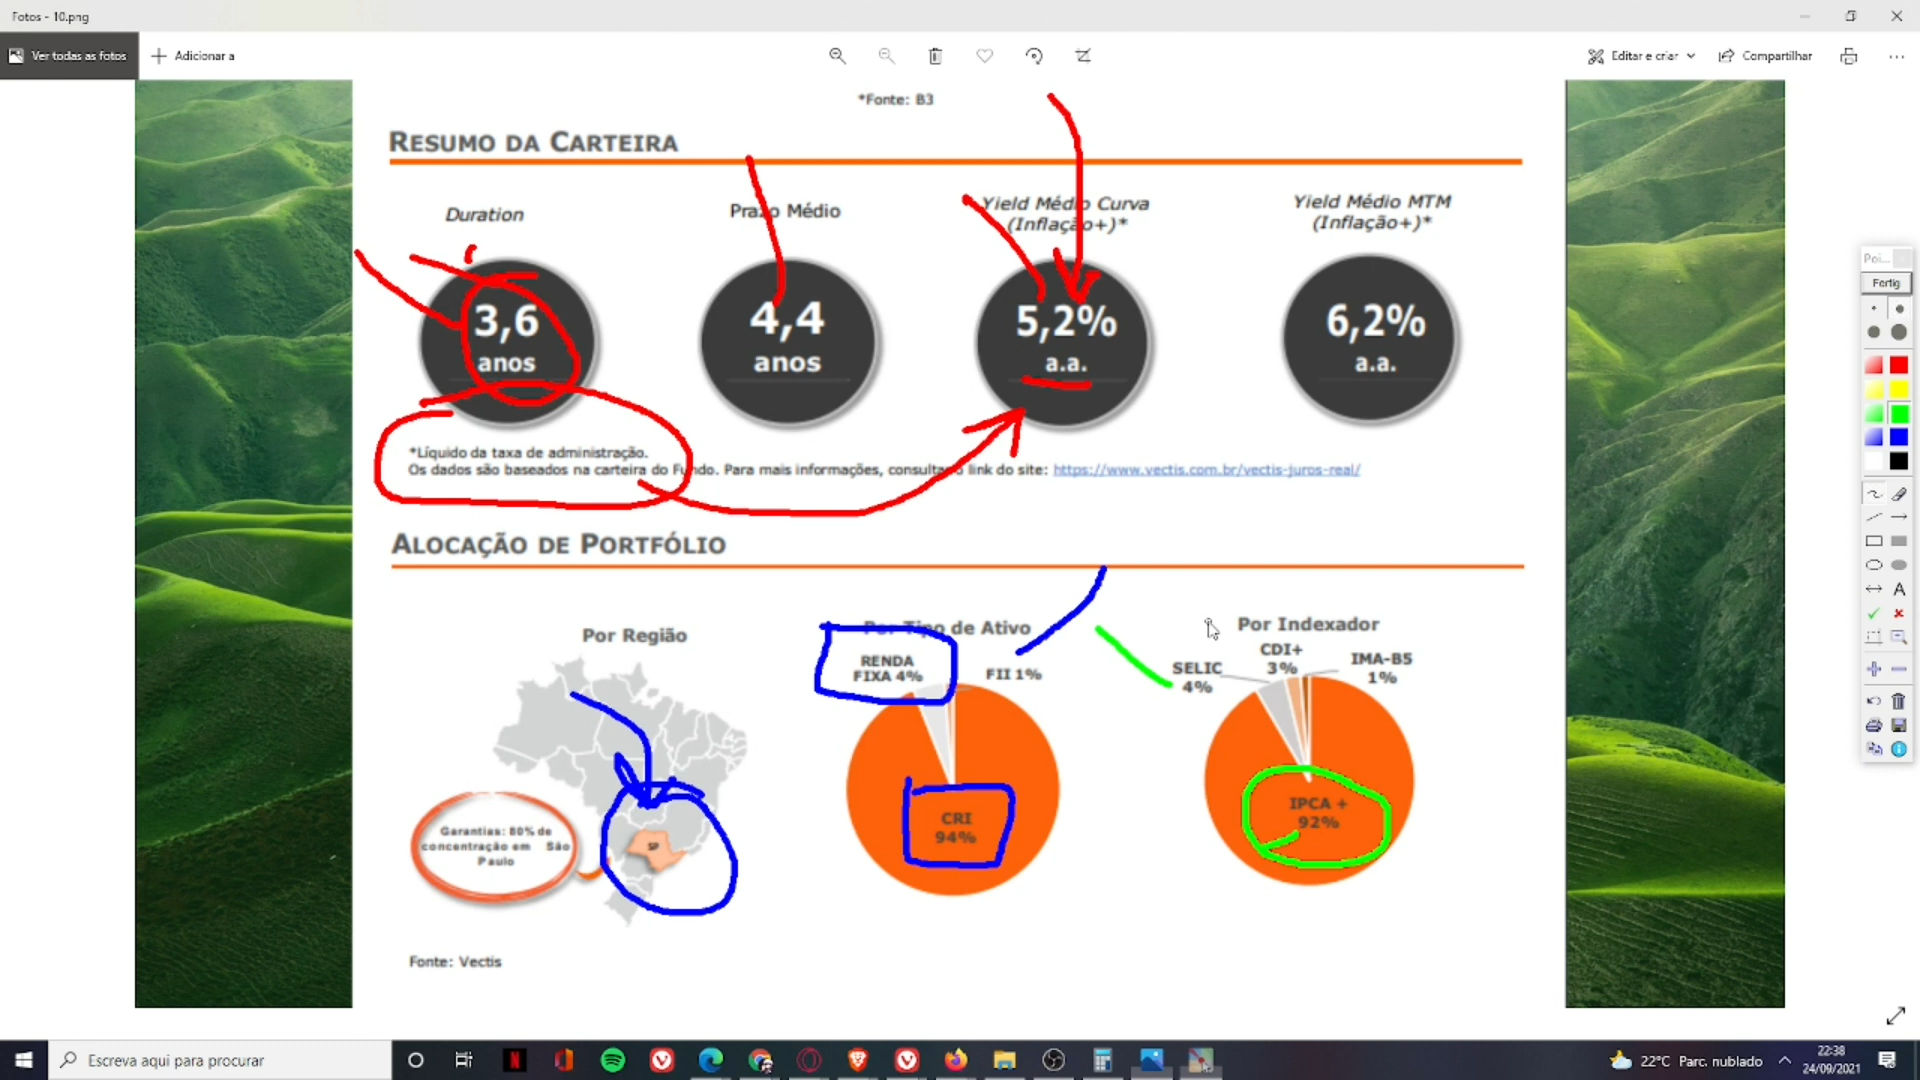 Fotos - 10.png
Ver todas as fotos
Adicionar a
Editar e criar
Compartilhar
*Fonte: B3
RESUMO DA CARTEIRA
Duration
Prazo Médio
Yield Médio Curva
(Inflação+)*
Yield Médio MTM
(Inflação+)*
3,6
anos
4,4
anos
5,2%
a.a.
6,2%
a.a.
*Líquido da taxa de administração.
Os dados são baseados na carteira do Fundo. Para mais informações, consultar o link do site: https://www.vectis.com.br/vectis-juros-real/
ALOCAÇÃO DE PORTFÓLIO
Por Região
Garantias: 80% de
concentração em São
Paulo
SP
Por Tipo de Ativo
RENDA
FIXA 4%
FII 1%
CRI
94%
Por Indexador
SELIC
4%
CDI+
3%
IMA-B5
1%
IPCA +
92%
Fonte: Vectis
Poi...
Fertig
A
Escreva aqui para procurar
22°C Parc. nublado
22:38
24/09/2021